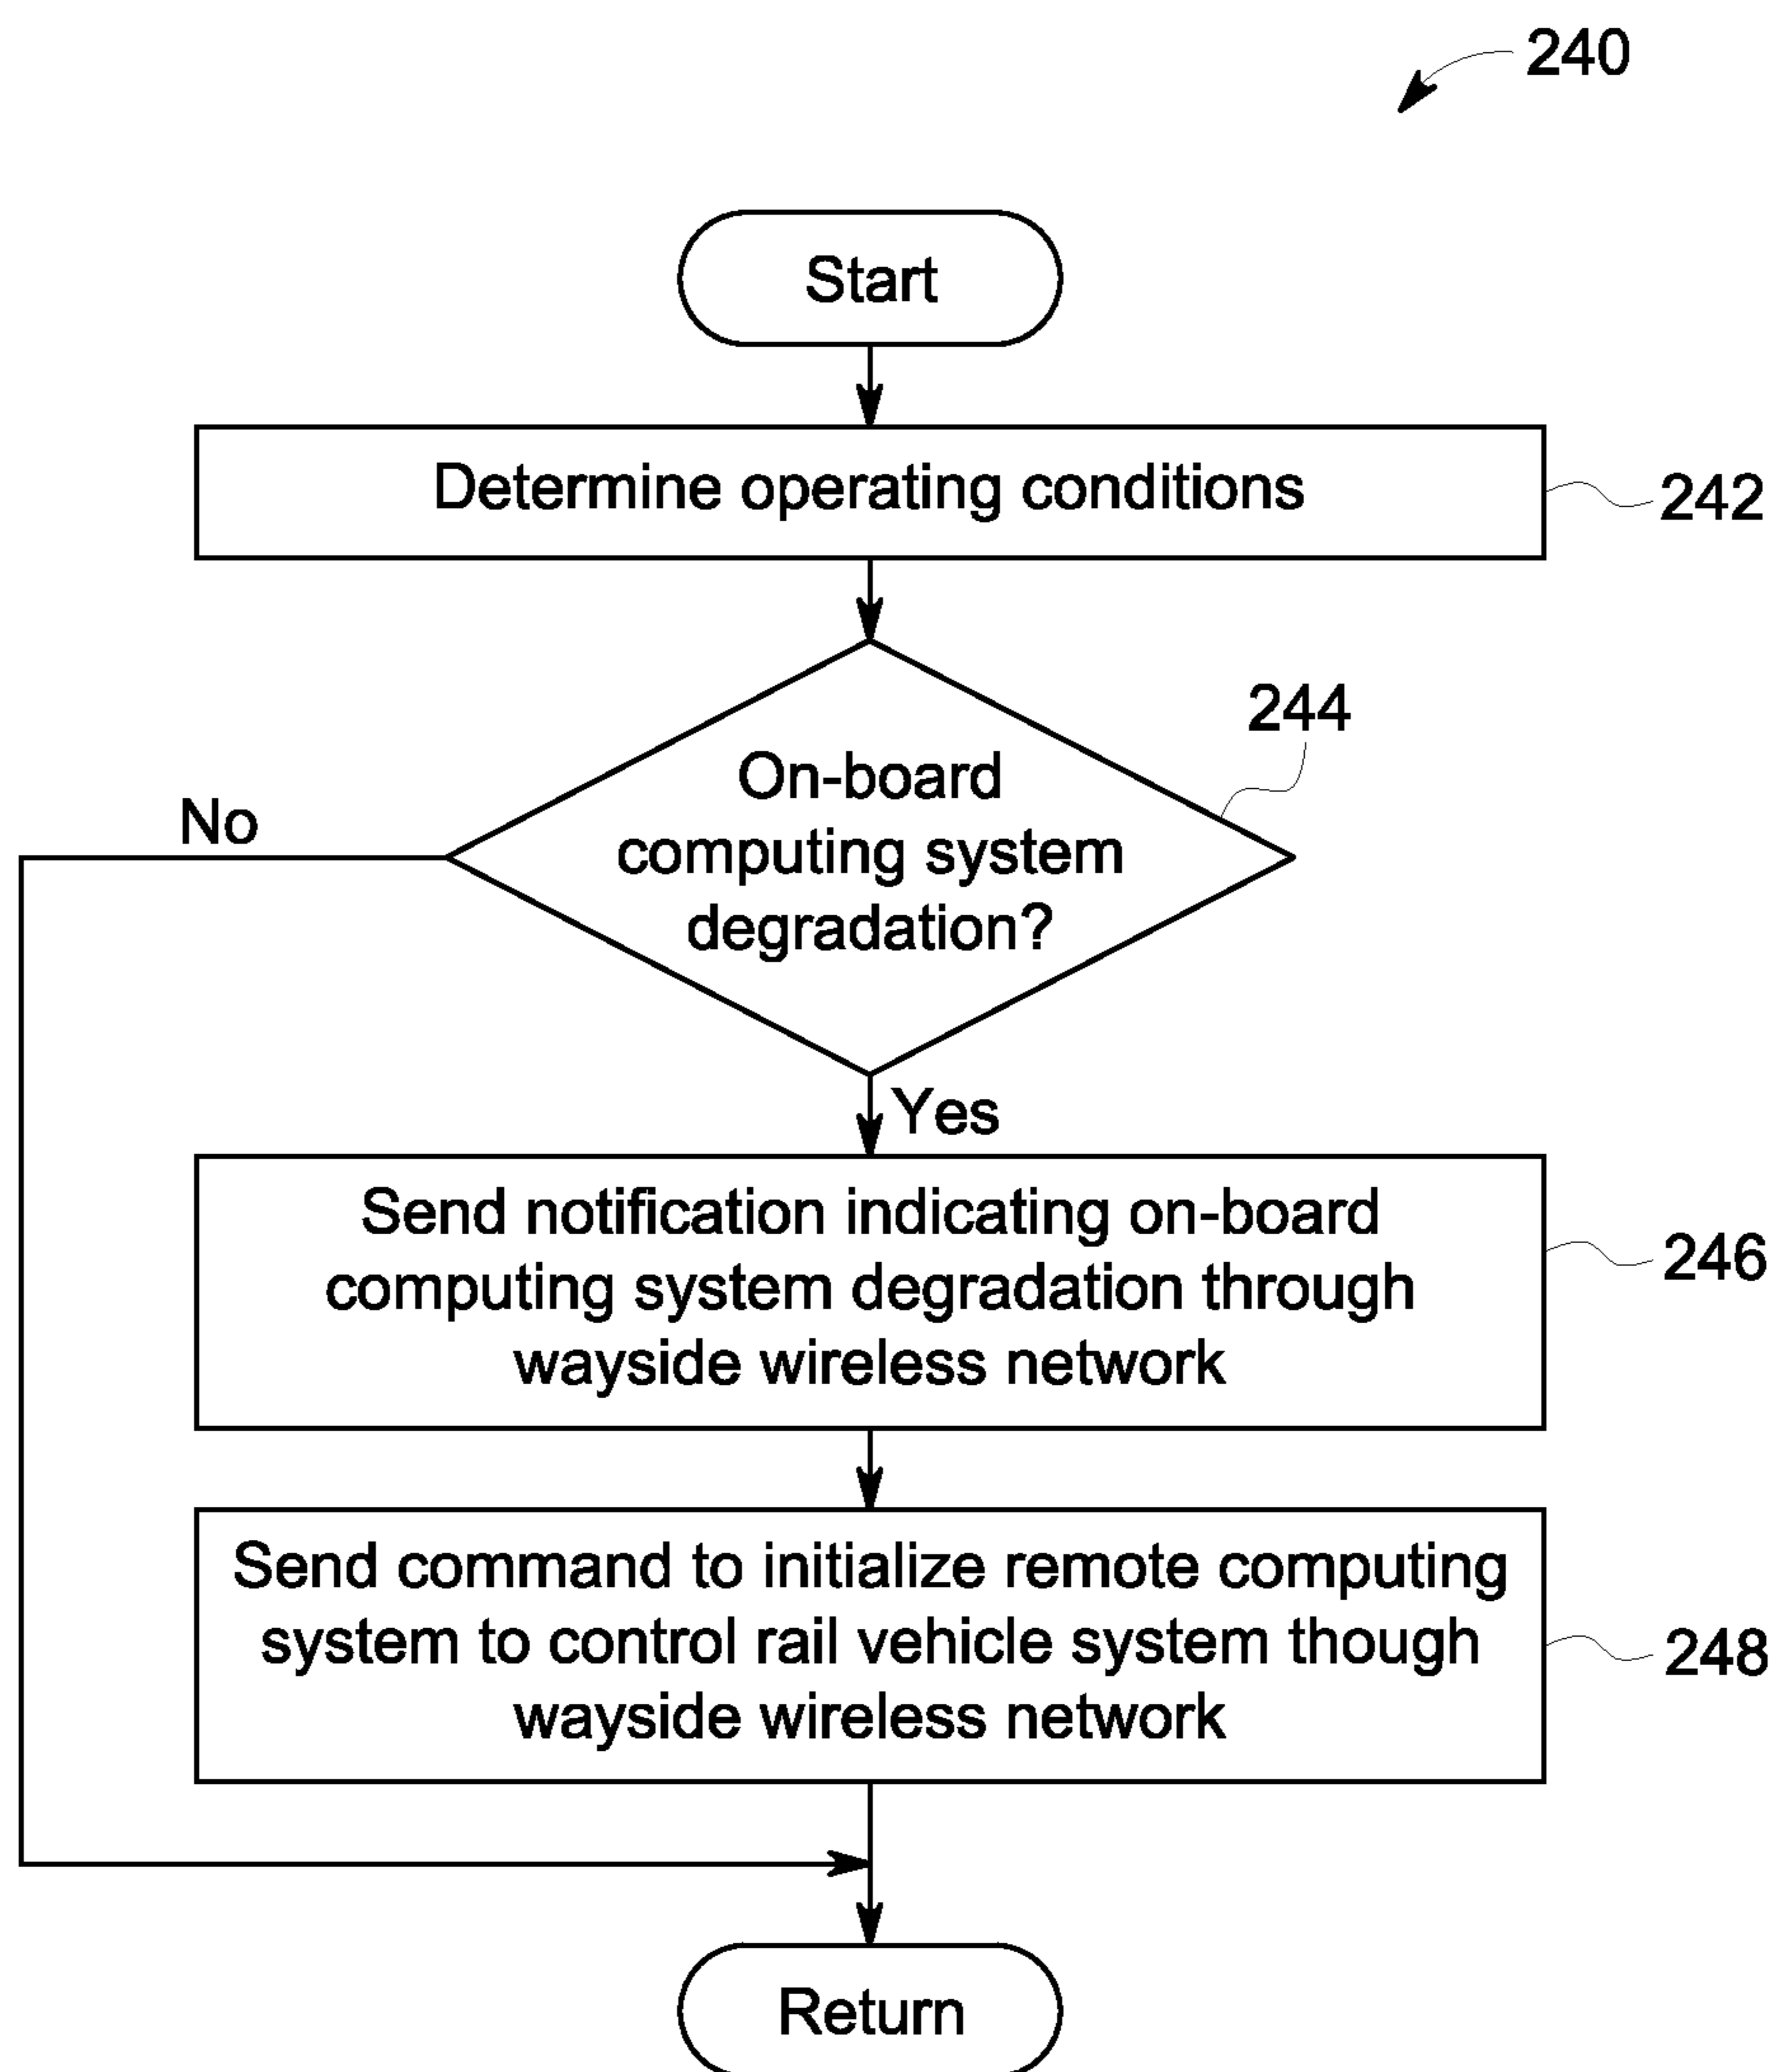 240
Start
Determine operating conditions
242
244
On-board
computing system
degradation?
No
Yes
Send notification indicating on-board
computing system degradation through
wayside wireless network
246
Send command to initialize remote computing
system to control rail vehicle system though
wayside wireless network
248
Return